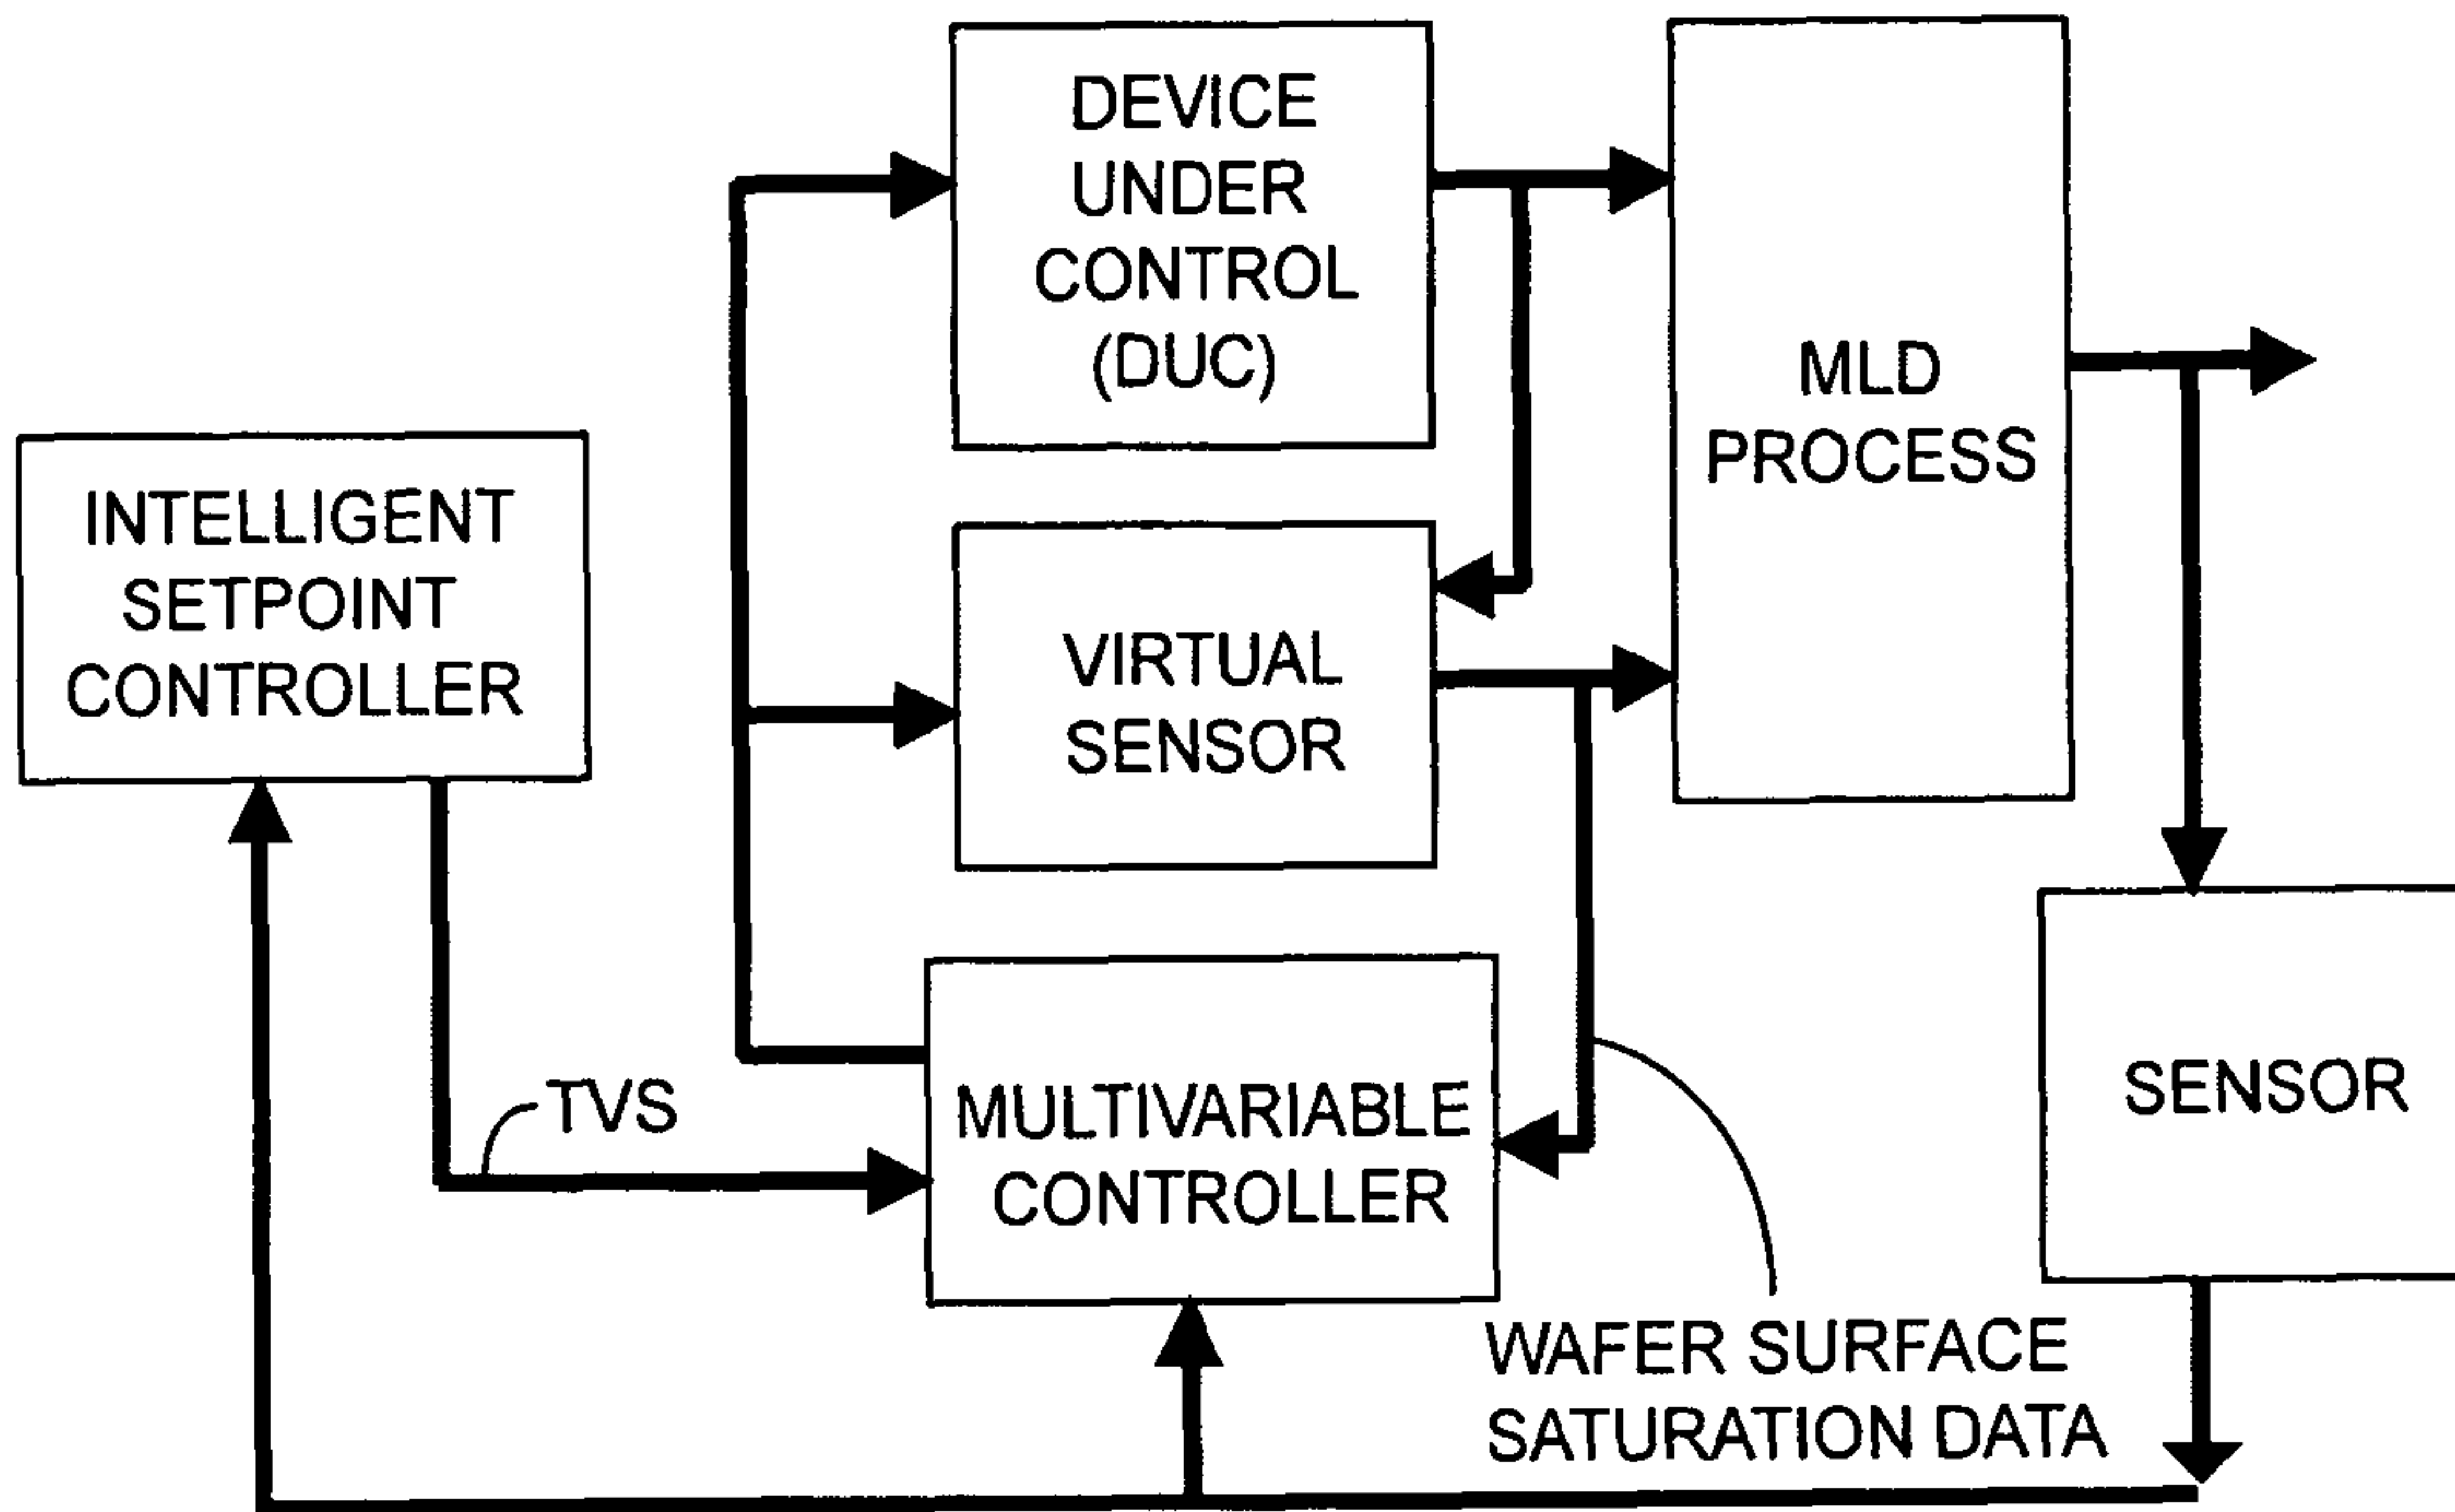 DEVICE
UNDER
CONTROL
(DUC)
MLD
PROCESS
INTELLIGENT
SETPOINT
CONTROLLER
VIRTUAL
SENSOR
TVS
MULTIVARIABLE
CONTROLLER
SENSOR
WAFER SURFACE
SATURATION DATA